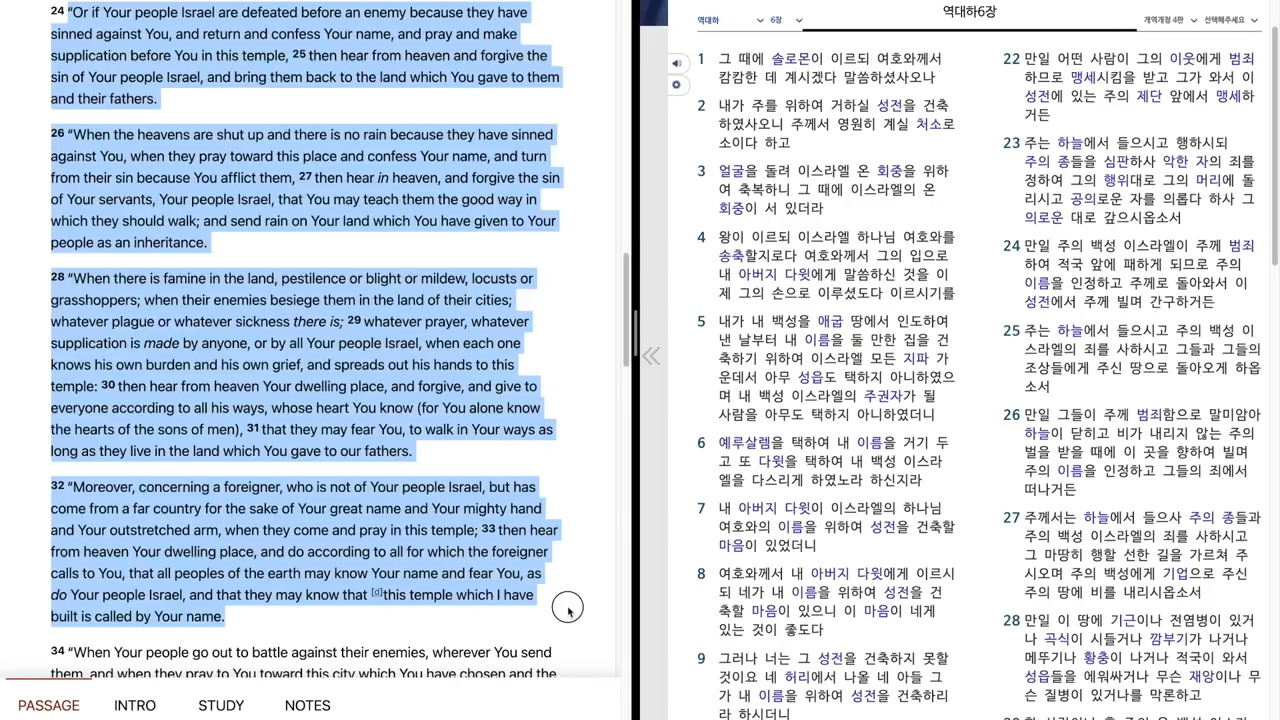 24 “Or if Your people Israel are defeated before an enemy because they have
sinned against You, and return and confess Your name, and pray and make
supplication before You in this temple, 25 then hear from heaven and forgive the
sin of Your people Israel, and bring them back to the land which You gave to them
and their fathers.
26 “When the heavens are shut up and there is no rain because they have sinned
against You, when they pray toward this place and confess Your name, and turn
from their sin because You afflict them, 27 then hear in heaven, and forgive the sin
of Your servants, Your people Israel, that You may teach them the good way in
which they should walk; and send rain on Your land which You have given to Your
people as an inheritance.
28 “When there is famine in the land, pestilence or blight or mildew, locusts or
grasshoppers; when their enemies besiege them in the land of their cities;
whatever plague or whatever sickness there is; 29 whatever prayer, whatever
supplication is made by anyone, or by all Your people Israel, when each one
knows his own burden and his own grief, and spreads out his hands to this
temple: 30 then hear from heaven Your dwelling place, and forgive, and give to
everyone according to all his ways, whose heart You know (for You alone know
the hearts of the sons of men), 31 that they may fear You, to walk in Your ways as
long as they live in the land which You gave to our fathers.
32 “Moreover, concerning a foreigner, who is not of Your people Israel, but has
come from a far country for the sake of Your great name and Your mighty hand
and Your outstretched arm, when they come and pray in this temple; 33 then hear
from heaven Your dwelling place, and do according to all for which the foreigner
calls to You, that all peoples of the earth may know Your name and fear You, as
do Your people Israel, and that they may know that [d]this temple which I have
built is called by Your name.
34 “When Your people go out to battle against their enemies, wherever You send
them, and when they pray to You toward this city which You have chosen and the
PASSAGE INTRO STUDY NOTES
역대하6장
역대하 6장 개역개정 4판 선택해주세요
1 그 때에 솔로몬이 이르되 여호와께서
캄캄한 데 계시겠다 말씀하셨사오나
2 내가 주를 위하여 거하실 성전을 건축
하였사오니 주께서 영원히 계실 처소로
소이다 하고
3 얼굴을 돌려 이스라엘 온 회중을 위하
여 축복하니 그 때에 이스라엘의 온
회중이 서 있더라
4 왕이 이르되 이스라엘 하나님 여호와를
송축할지로다 여호와께서 그의 입으로
내 아버지 다윗에게 말씀하신 것을 이
제 그의 손으로 이루셨도다 이르시기를
5 내가 내 백성을 애굽 땅에서 인도하여
낸 날부터 내 이름을 둘 만한 집을 건
축하기 위하여 이스라엘 모든 지파 가
운데서 아무 성읍도 택하지 아니하였으
며 내 백성 이스라엘의 주권자가 될
사람을 아무도 택하지 아니하였더니
6 예루살렘을 택하여 내 이름을 거기 두
고 또 다윗을 택하여 내 백성 이스라
엘을 다스리게 하였노라 하신지라
7 내 아버지 다윗이 이스라엘의 하나님
여호와의 이름을 위하여 성전을 건축할
마음이 있었더니
8 여호와께서 내 아버지 다윗에게 이르시
되 네가 내 이름을 위하여 성전을 건
축할 마음이 있으니 이 마음이 네게
있는 것이 좋도다
9 그러나 너는 그 성전을 건축하지 못할
것이요 네 허리에서 나올 네 아들 그
가 내 이름을 위하여 성전을 건축하리
라 하시더니
22 만일 어떤 사람이 그의 이웃에게 범죄
하므로 맹세시킴을 받고 그가 와서 이
성전에 있는 주의 제단 앞에서 맹세하
거든
23 주는 하늘에서 들으시고 행하시되
주의 종들을 심판하사 악한 자의 죄를
정하여 그의 행위대로 그의 머리에 돌
리시고 공의로운 자를 의롭다 하사 그
의로운 대로 갚으시옵소서
24 만일 주의 백성 이스라엘이 주께 범죄
하여 적국 앞에 패하게 되므로 주의
이름을 인정하고 주께로 돌아와서 이
성전에서 주께 빌며 간구하거든
25 주는 하늘에서 들으시고 주의 백성 이
스라엘의 죄를 사하시고 그들과 그들의
조상들에게 주신 땅으로 돌아오게 하옵
소서
26 만일 그들이 주께 범죄함으로 말미암아
하늘이 닫히고 비가 내리지 않는 주의
벌을 받을 때에 이 곳을 향하여 빌며
주의 이름을 인정하고 그들의 죄에서
떠나거든
27 주께서는 하늘에서 들으사 주의 종들과
주의 백성 이스라엘의 죄를 사하시고
그 마땅히 행할 선한 길을 가르쳐 주
시오며 주의 백성에게 기업으로 주신
주의 땅에 비를 내리시옵소서
28 만일 이 땅에 기근이나 전염병이 있거
나 곡식이 시들거나 깜부기가 나거나
메뚜기나 황충이 나거나 적국이 와서
성읍들을 에워싸거나 무슨 재앙이나 무
슨 질병이 있거나를 막론하고